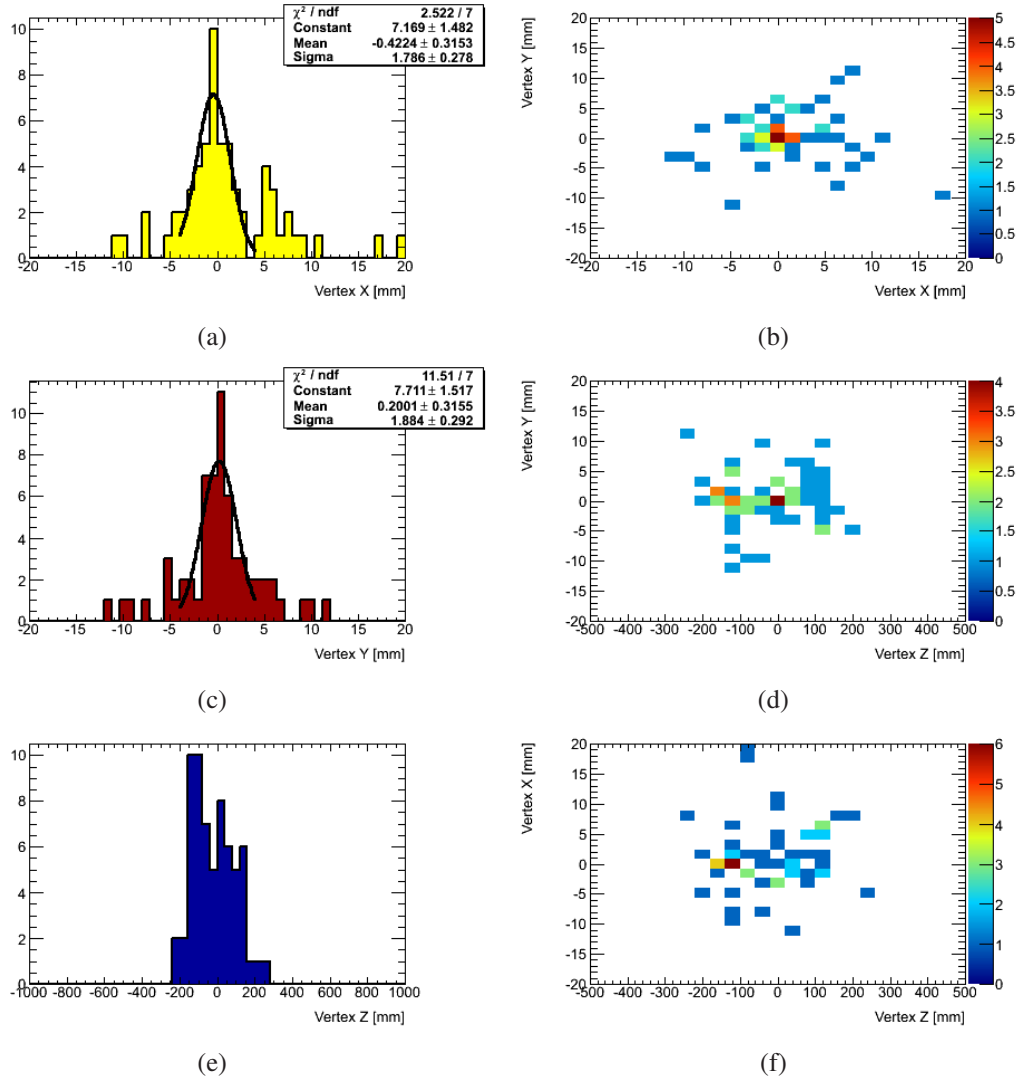 χ² / ndf 2.522 / 7
Constant 7.169 ± 1.482
Mean -0.4224 ± 0.3153
Sigma 1.786 ± 0.278
10
8
6
4
2
0
-20 -15 -10 -5 0 5 10 15 20
Vertex X [mm]
(a)
Vertex Y [mm]
20
15
10
5
0
-5
-10
-15
-20
-20 -15 -10 -5 0 5 10 15 20
Vertex X [mm]
5
4.5
4
3.5
3
2.5
2
1.5
1
0.5
0
(b)
χ² / ndf 11.51 / 7
Constant 7.711 ± 1.517
Mean 0.2001 ± 0.3155
Sigma 1.884 ± 0.292
10
8
6
4
2
0
-20 -15 -10 -5 0 5 10 15 20
Vertex Y [mm]
(c)
Vertex Y [mm]
20
15
10
5
0
-5
-10
-15
-20
-500 -400 -300 -200 -100 0 100 200 300 400 500
Vertex Z [mm]
4
3.5
3
2.5
2
1.5
1
0.5
0
(d)
10
8
6
4
2
0
-1000 -800 -600 -400 -200 0 200 400 600 800 1000
Vertex Z [mm]
(e)
Vertex X [mm]
20
15
10
5
0
-5
-10
-15
-20
-500 -400 -300 -200 -100 0 100 200 300 400 500
Vertex Z [mm]
6
5
4
3
2
1
0
(f)